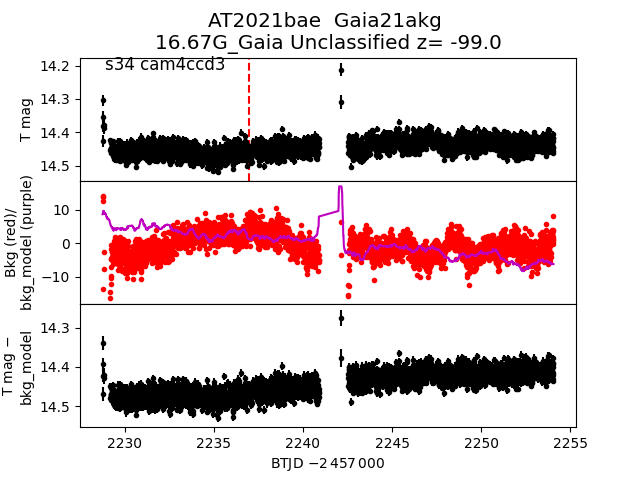 AT2021bae  Gaia21akg
16.67G_Gaia Unclassified z= -99.0
s34 cam4ccd3
14.2
14.3
14.4
14.5
T mag
10
0
−10
Bkg (red)/
bkg_model (purple)
14.3
14.4
14.5
T mag −
bkg_model
2230
2235
2240
2245
2250
2255
BTJD −2 457 000